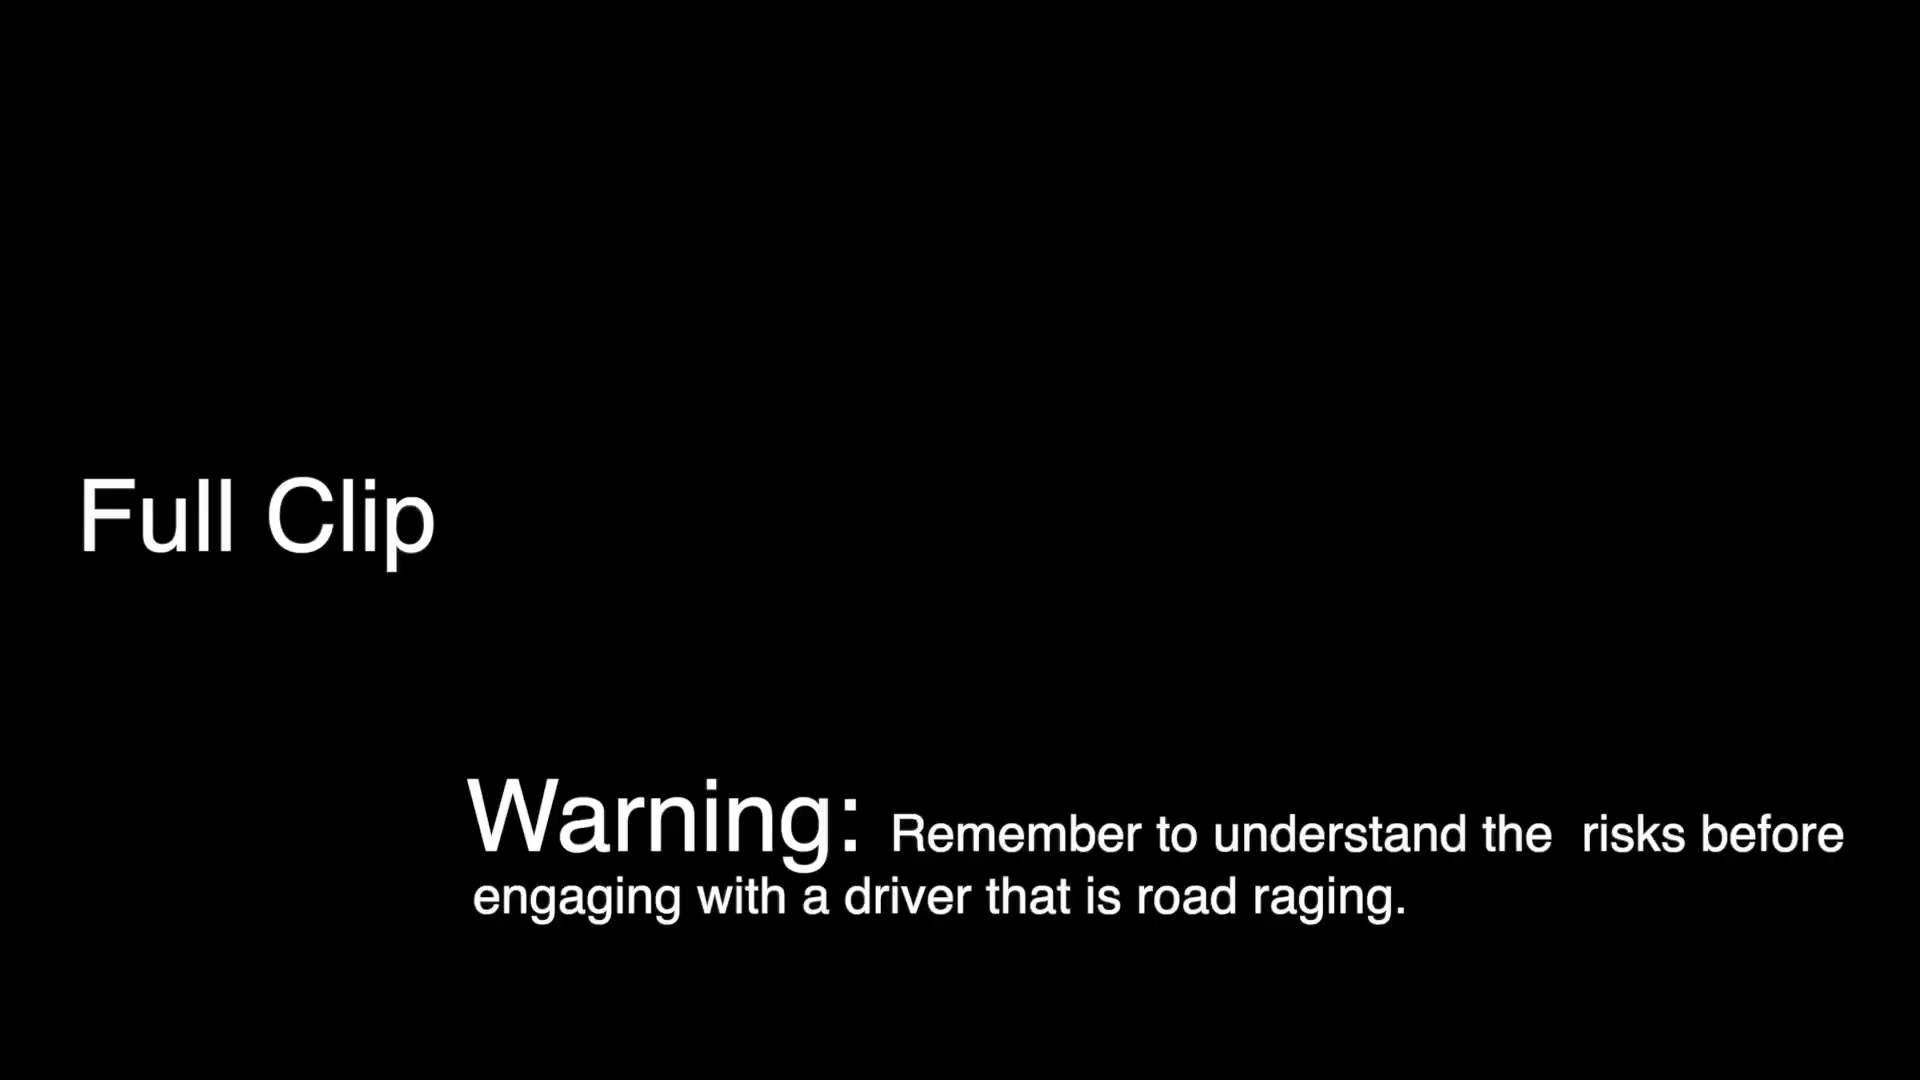 Full Clip
Warning: Remember to understand the  risks before
engaging with a driver that is road raging.